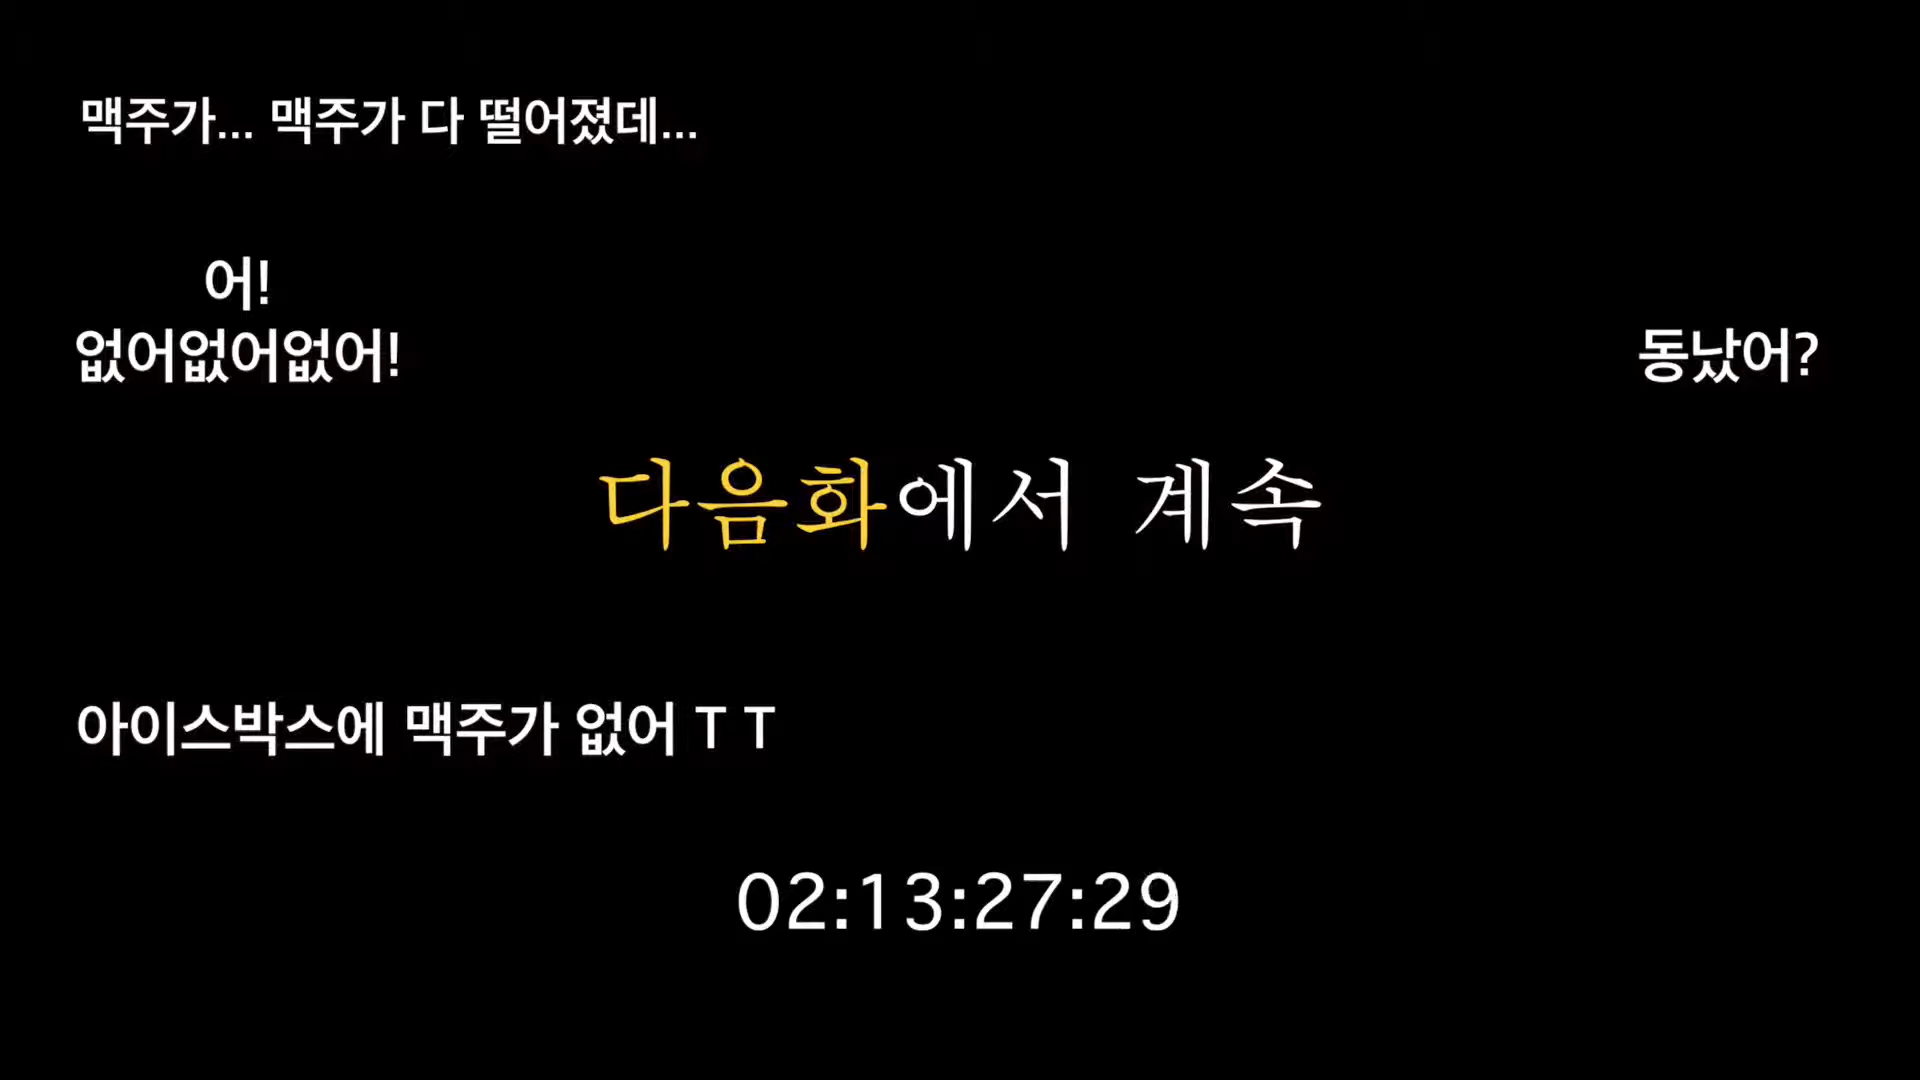 맥주가... 맥주가 다 떨어졌데...
어!
없어없어없어!
동났어?
다음화에서 계속
아이스박스에 맥주가 없어 T T
02:13:27:29